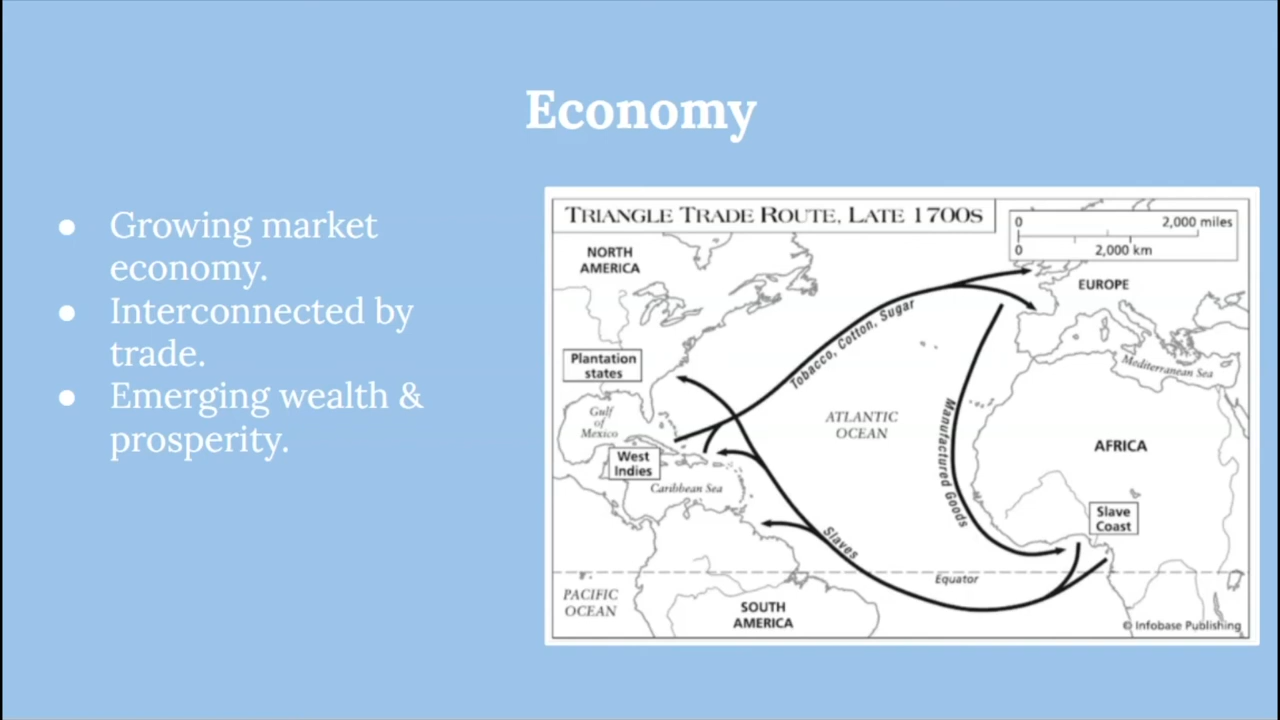 Economy
● Growing market
economy.
● Interconnected by
trade.
● Emerging wealth &
prosperity.
TRIANGLE TRADE ROUTE, LATE 1700S
0 2,000 miles
0 2,000 km
NORTH
AMERICA
EUROPE
Tobacco, Cotton, Sugar
Plantation
states
Mediterranean Sea
Gulf
of
Mexico
ATLANTIC
OCEAN
Manufactured Goods
AFRICA
West
Indies
Caribbean Sea
Slave
Coast
Slaves
Equator
PACIFIC
OCEAN
SOUTH
AMERICA
© Infobase Publishing